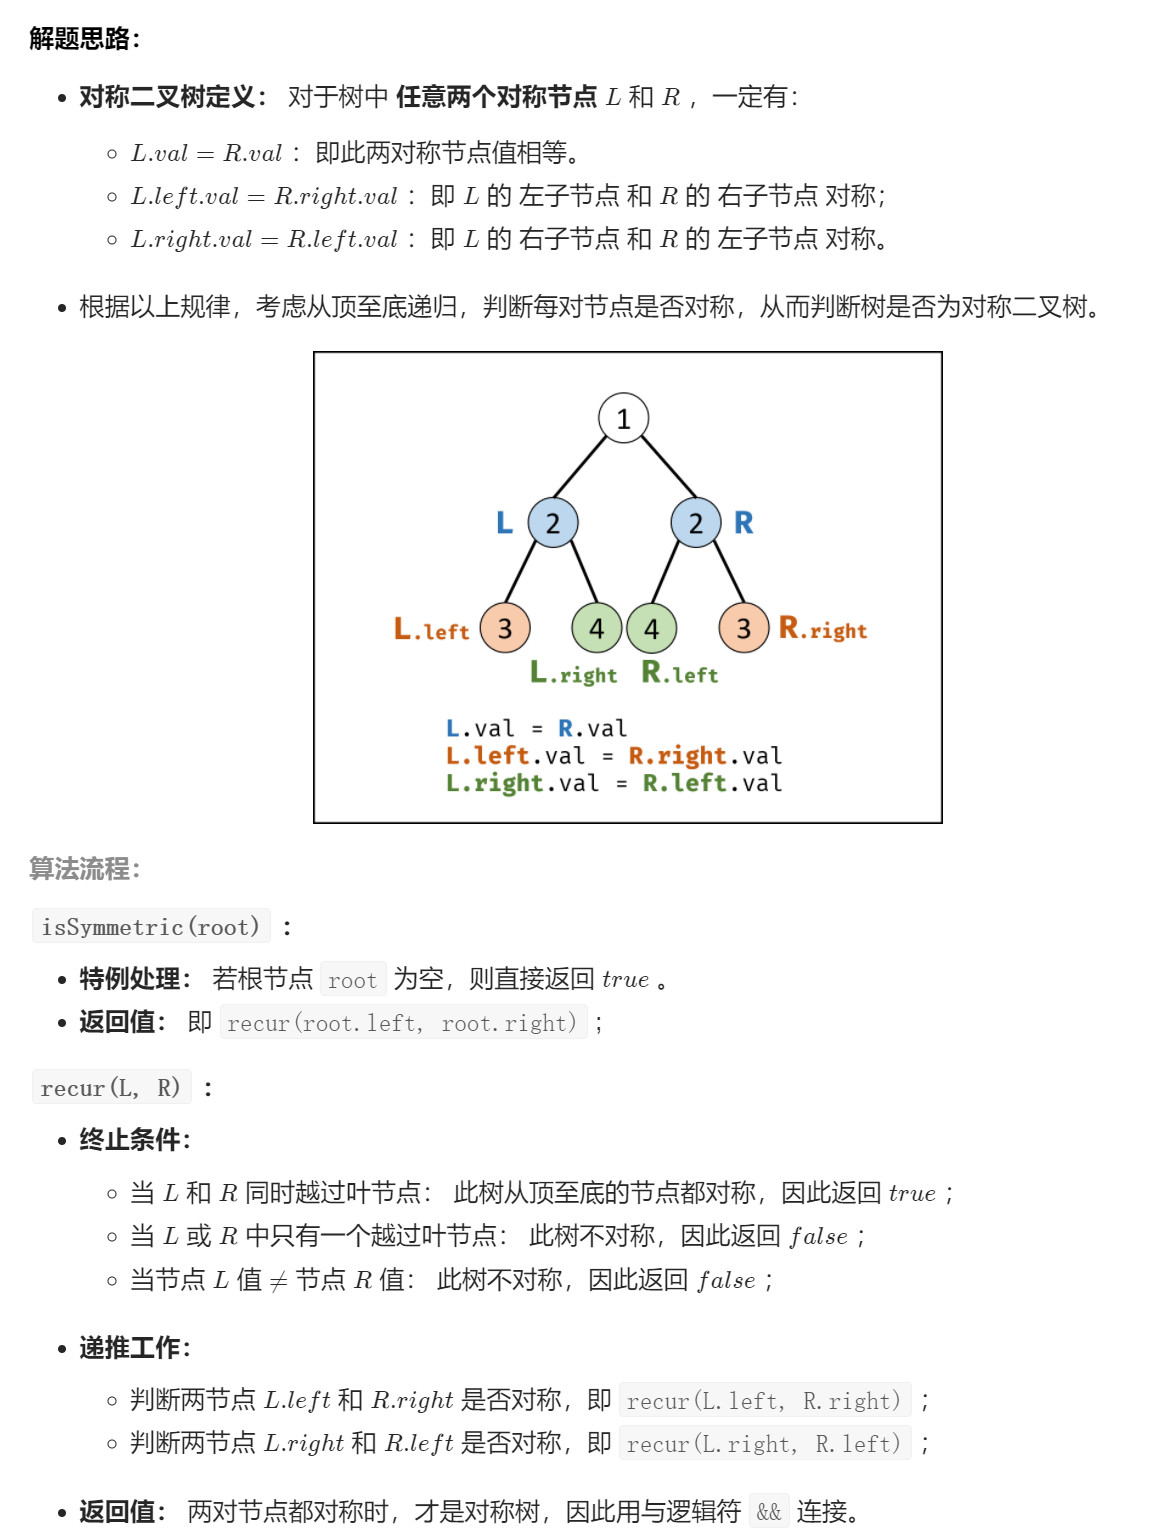 解题思路：
• 对称二叉树定义： 对于树中 任意两个对称节点 L 和 R ，一定有：
◦ L.val = R.val ：即此两对称节点值相等。
◦ L.left.val = R.right.val ：即 L 的 左子节点 和 R 的 右子节点 对称；
◦ L.right.val = R.left.val ：即 L 的 右子节点 和 R 的 左子节点 对称。
• 根据以上规律，考虑从顶至底递归，判断每对节点是否对称，从而判断树是否为对称二叉树。
1
L 2 2 R
L.left 3 4 4 3 R.right
L.right R.left
L.val = R.val
L.left.val = R.right.val
L.right.val = R.left.val
算法流程：
isSymmetric(root) ：
• 特例处理： 若根节点 root 为空，则直接返回 true 。
• 返回值： 即 recur(root.left, root.right) ；
recur(L, R) ：
• 终止条件：
◦ 当 L 和 R 同时越过叶节点： 此树从顶至底的节点都对称，因此返回 true ；
◦ 当 L 或 R 中只有一个越过叶节点： 此树不对称，因此返回 false ；
◦ 当节点 L 值 ≠ 节点 R 值： 此树不对称，因此返回 false ；
• 递推工作：
◦ 判断两节点 L.left 和 R.right 是否对称，即 recur(L.left, R.right) ；
◦ 判断两节点 L.right 和 R.left 是否对称，即 recur(L.right, R.left) ；
• 返回值： 两对节点都对称时，才是对称树，因此用与逻辑符 && 连接。